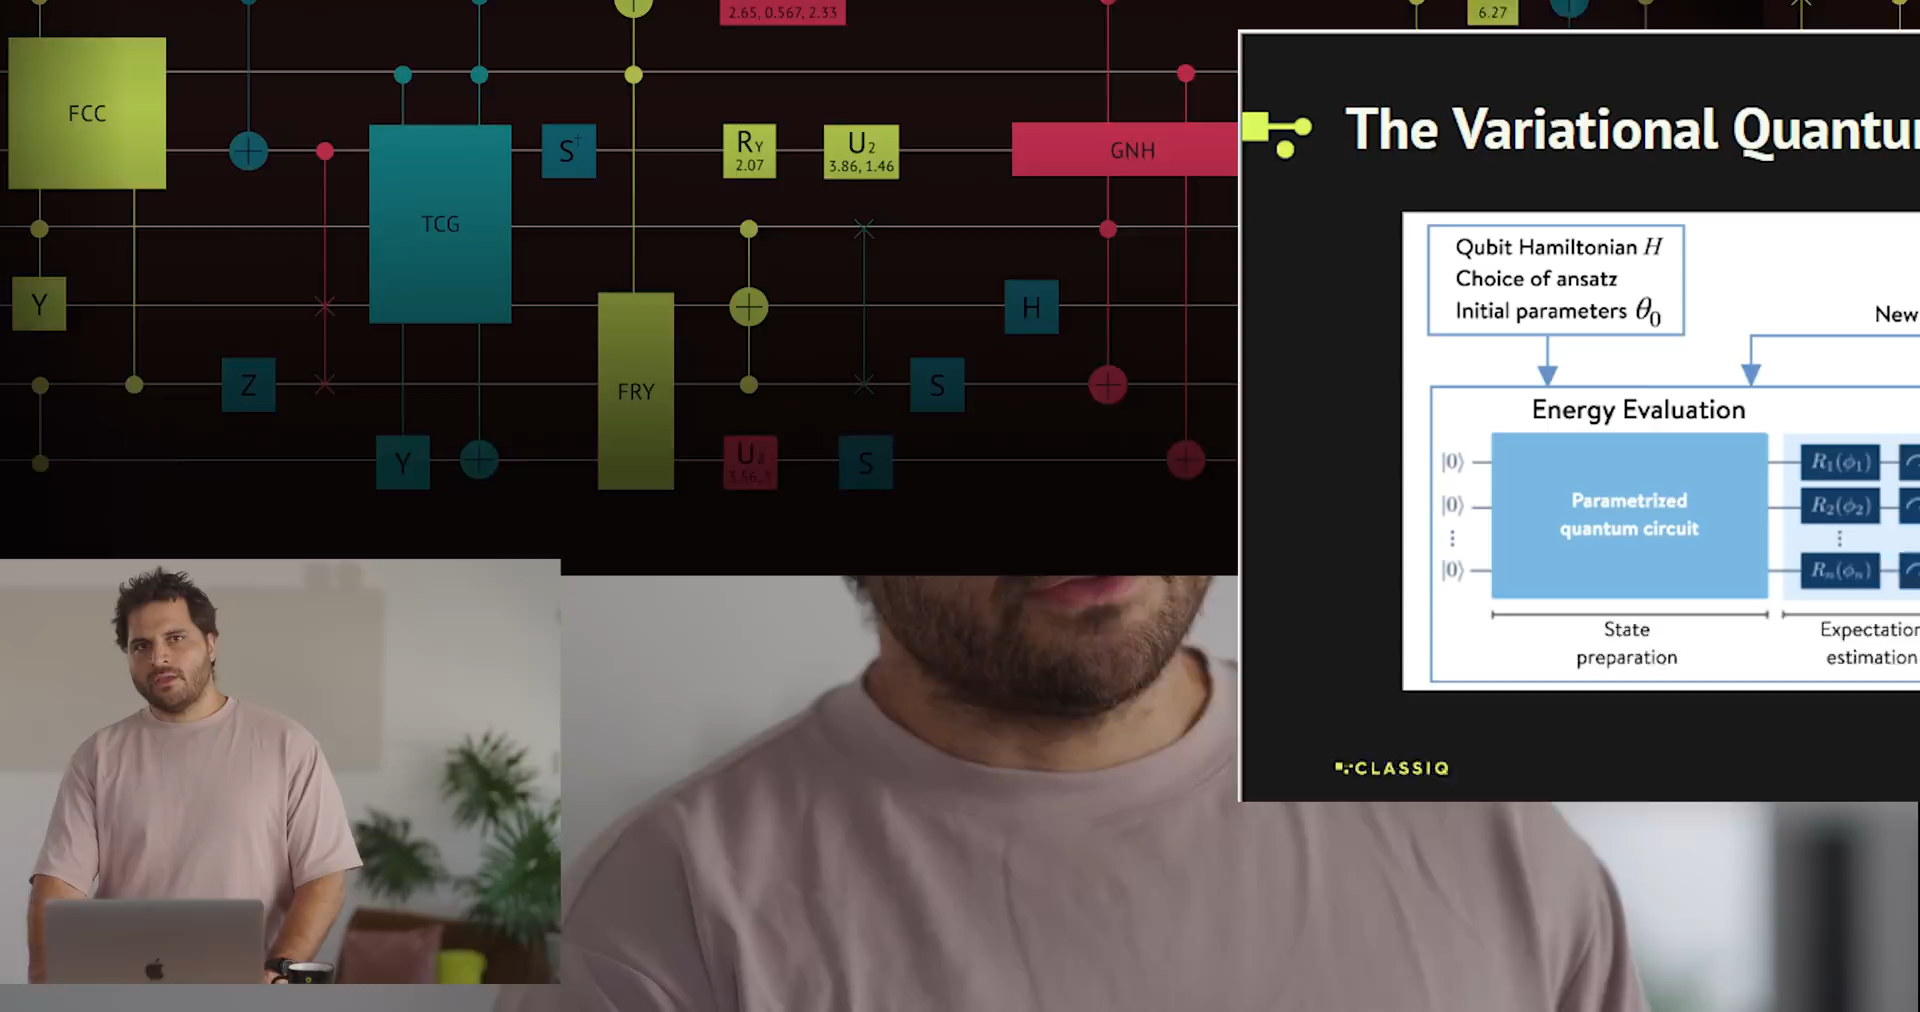 2.65, 0.567, 2.33
6.27
FCC
TCG
S†
RY
2.07
U2
3.86, 1.46
GNH
Y
H
Z
FRY
S
Y
S
The Variational Quantu
Qubit Hamiltonian H
Choice of ansatz
Initial parameters θ0
New
Energy Evaluation
|0⟩
|0⟩
⋮
|0⟩
Parametrized
quantum circuit
R1(ϕ1)
R2(ϕ2)
⋮
Rn(ϕn)
State
preparation
Expectation
estimation
CLASSIQ